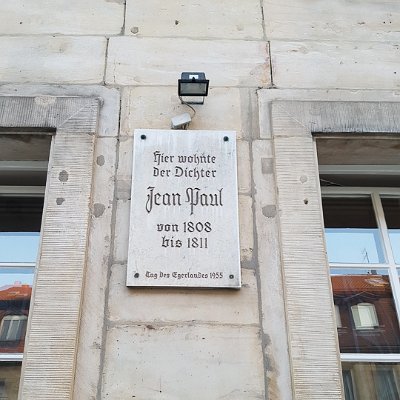 Hier wohnte
der Dichter
Jean Paul
von 1808
bis 1811
Tag des Egerlandes 1955